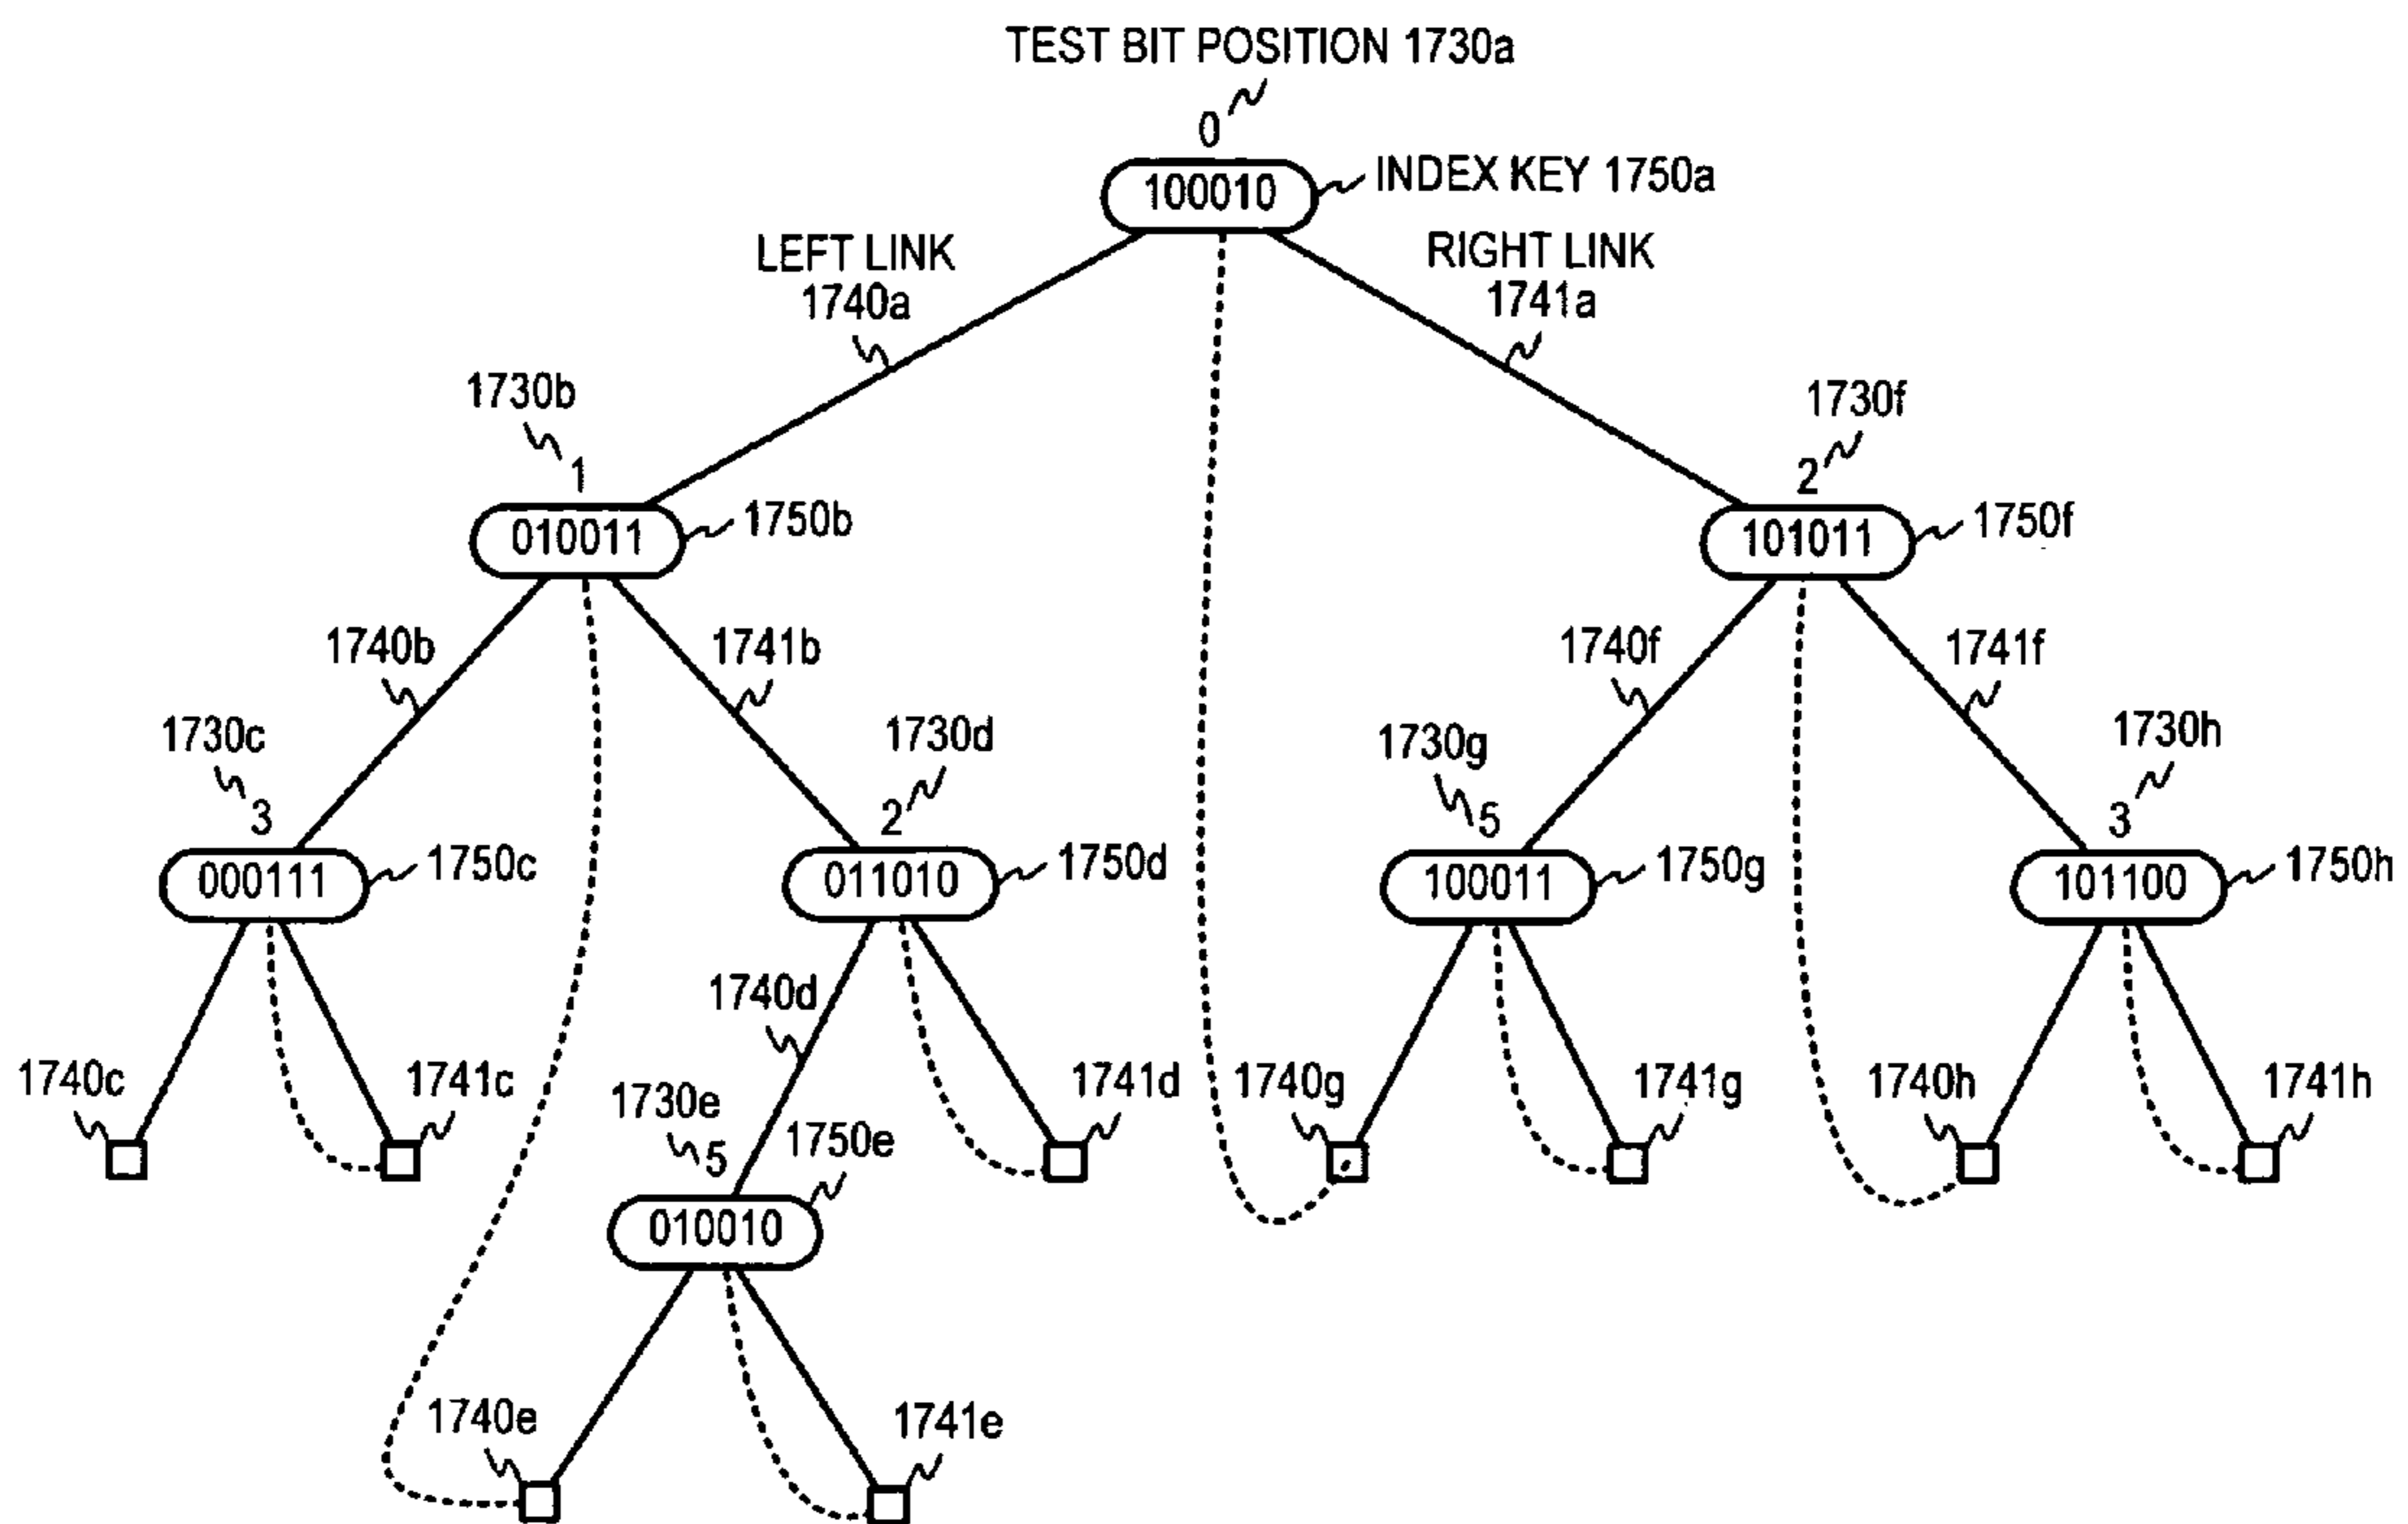 TEST BIT POSITION 1730a
0
100010
INDEX KEY 1750a
LEFT LINK
1740a
RIGHT LINK
1741a
1730b
1
010011
1750b
1730f
2
101011
1750f
1740b
1741b
1740f
1741f
1730c
3
000111
1750c
1730d
2
011010
1750d
1730g
5
100011
1750g
1730h
3
101100
1750h
1740c
1741c
1740d
1741d
1740g
1741g
1740h
1741h
1730e
5
1750e
010010
1740e
1741e